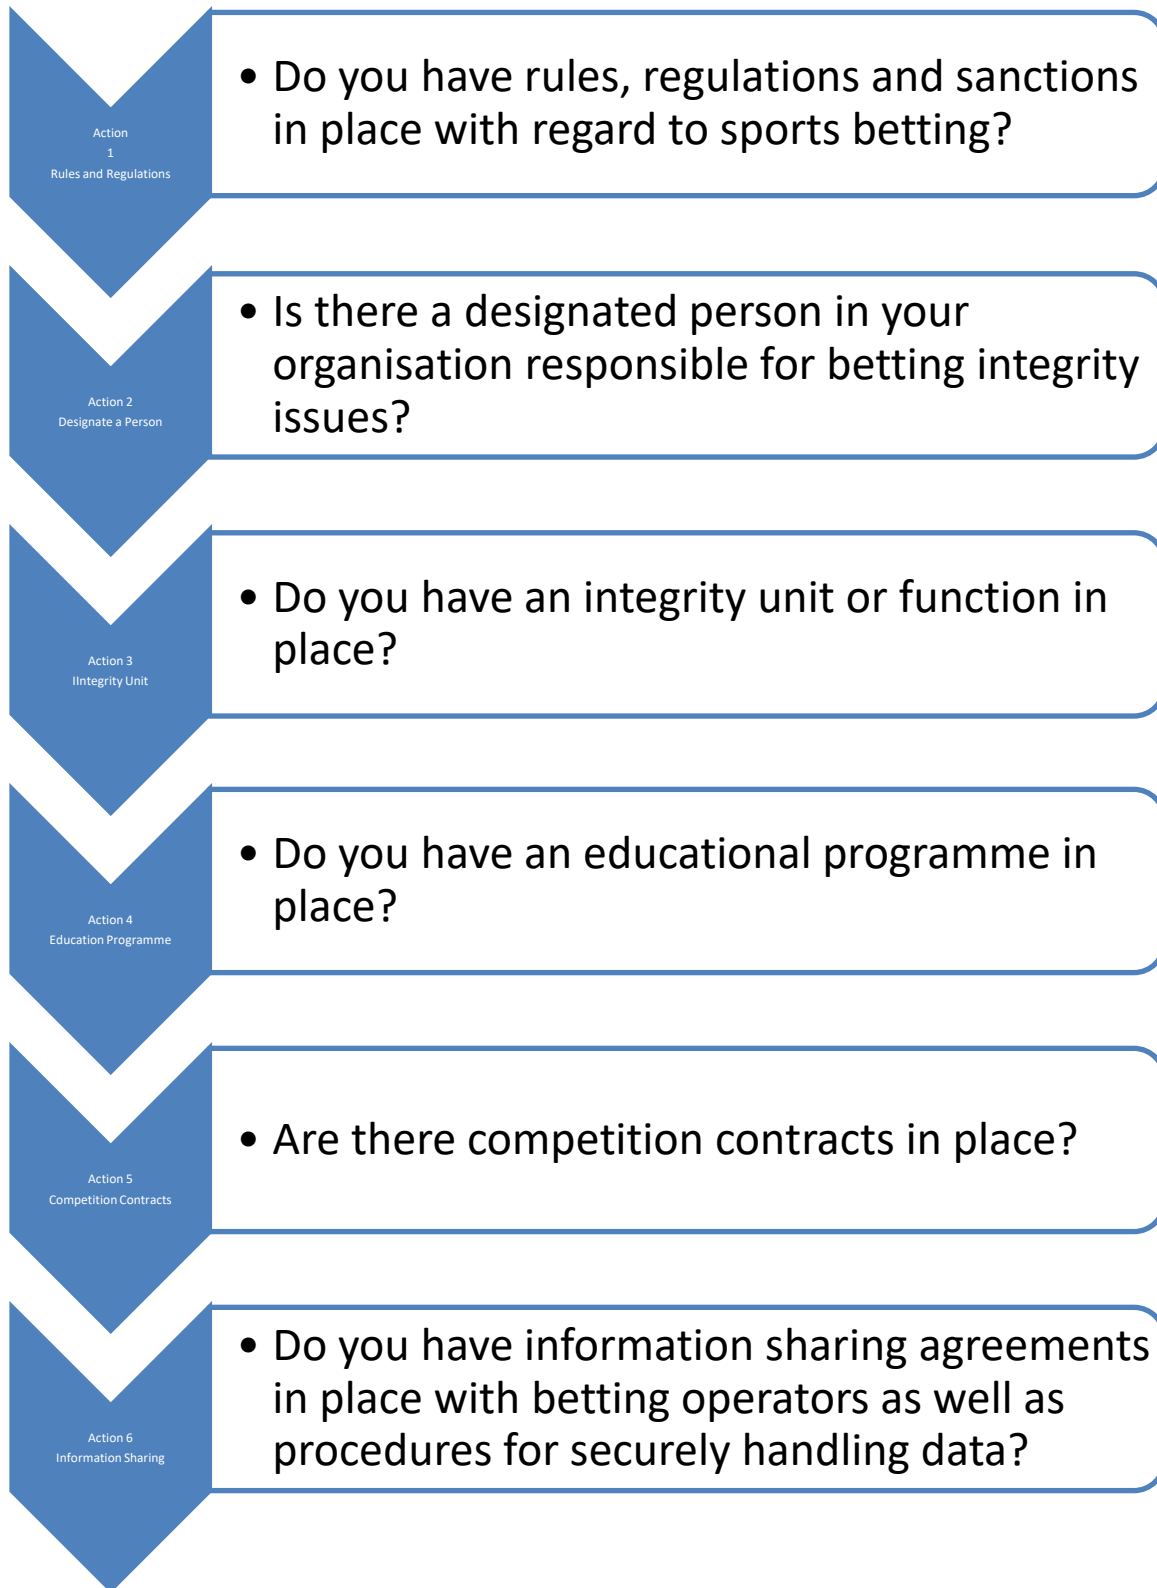 Action
1
Rules and Regulations
• Do you have rules, regulations and sanctions
in place with regard to sports betting?
Action 2
Designate a Person
• Is there a designated person in your
organisation responsible for betting integrity
issues?
Action 3
IIntegrity Unit
• Do you have an integrity unit or function in
place?
Action 4
Education Programme
• Do you have an educational programme in
place?
Action 5
Competition Contracts
• Are there competition contracts in place?
Action 6
Information Sharing
• Do you have information sharing agreements
in place with betting operators as well as
procedures for securely handling data?